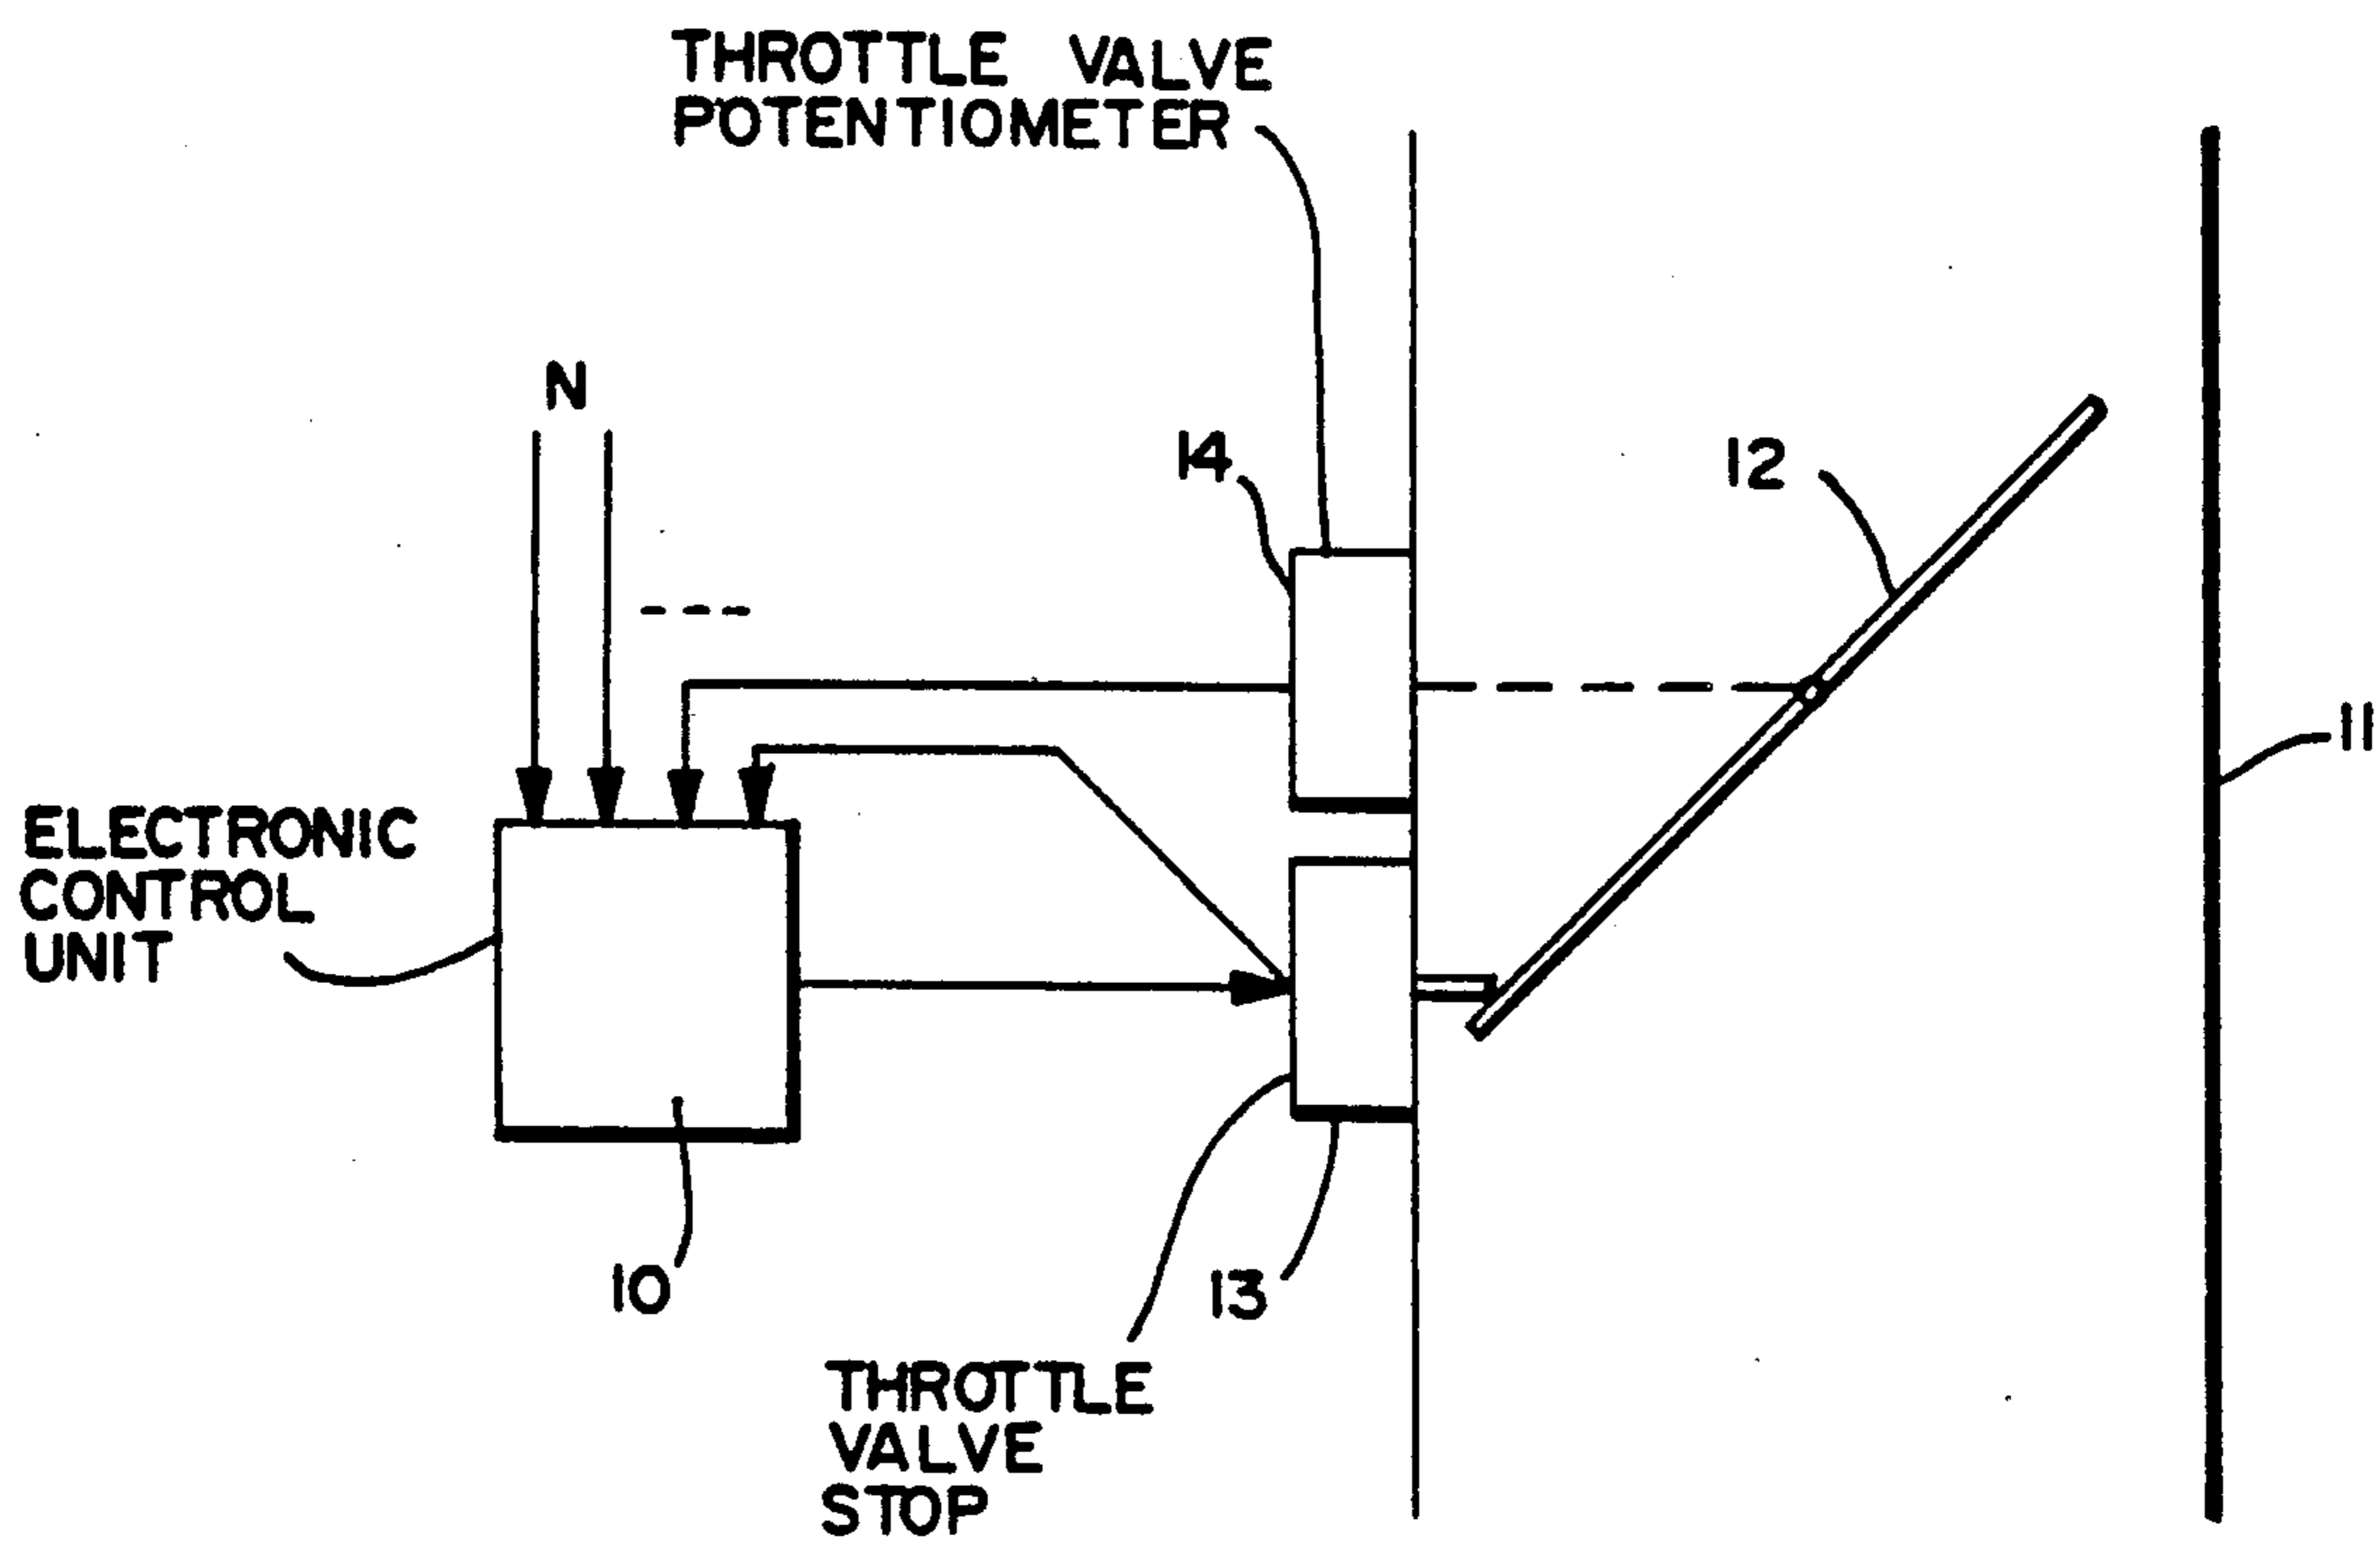 THROTTLE VALVE
POTENTIOMETER
N
14
12
11
ELECTRONIC
CONTROL
UNIT
10
13
THROTTLE
VALVE
STOP